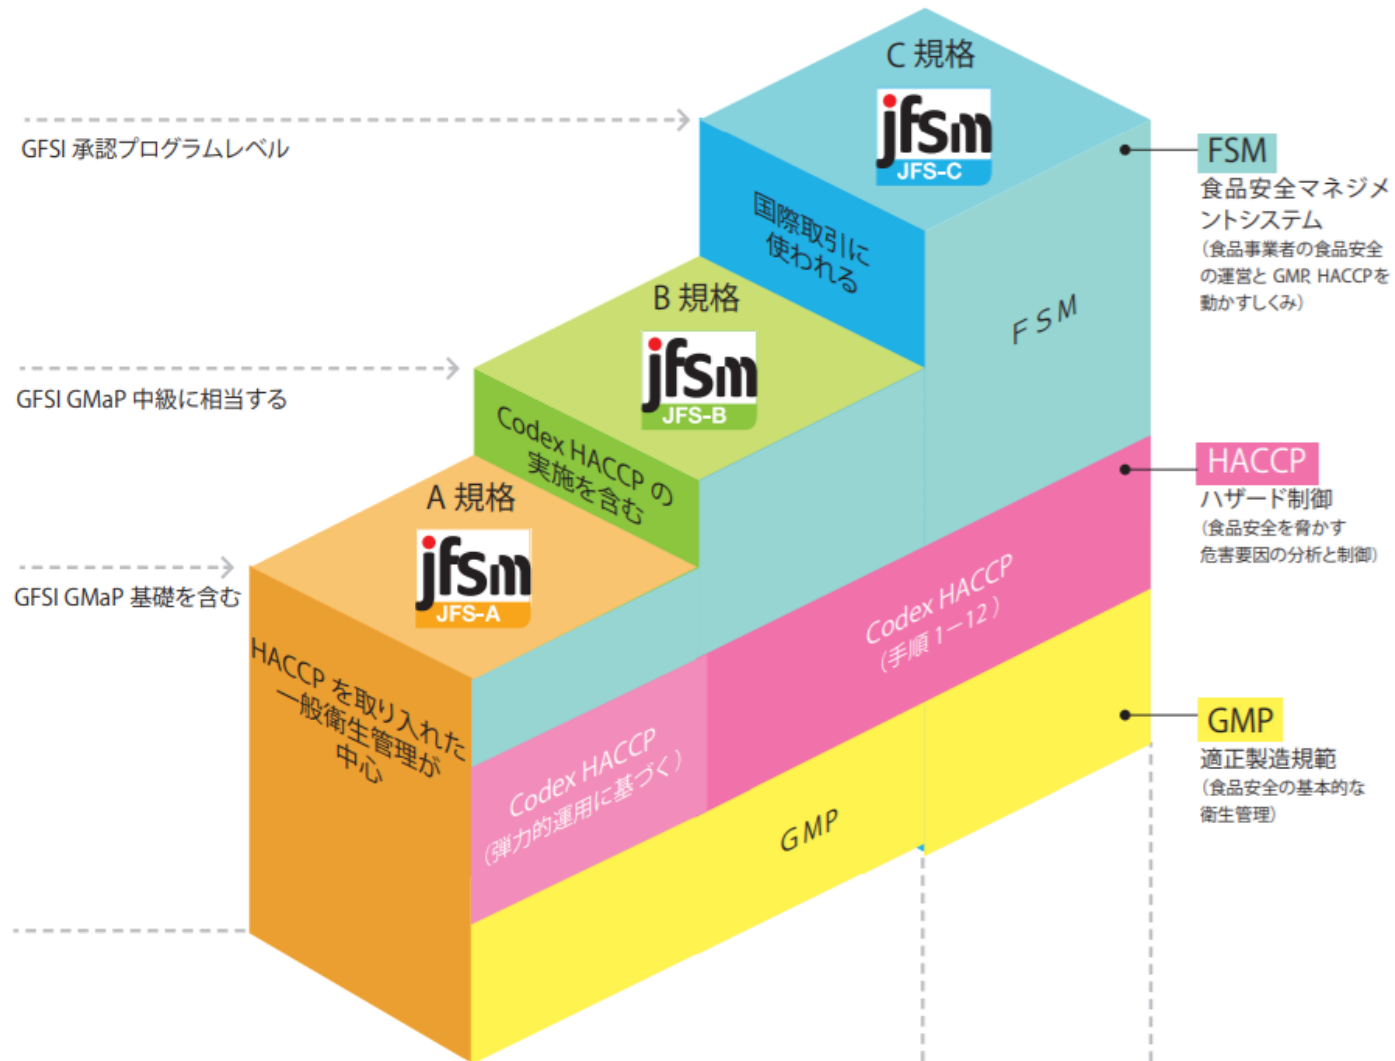 C 規格
jfsm
JFS-C
GFSI 承認プログラムレベル
国際取引に
使われる
FSM
食品安全マネジメ
ントシステム
（食品事業者の食品安全
の運営と GMP, HACCPを
動かすしくみ）
FSM
B 規格
jfsm
JFS-B
GFSI GMaP 中級に相当する
Codex HACCP の
実施を含む
HACCP
ハザード制御
（食品安全を脅かす
危害要因の分析と制御）
A 規格
jfsm
JFS-A
GFSI GMaP 基礎を含む
HACCP を取り入れた
一般衛生管理が
中心
Codex HACCP
（手順 1－12 ）
Codex HACCP
（弾力的運用に基づく）
GMP
GMP
適正製造規範
（食品安全の基本的な
衛生管理）